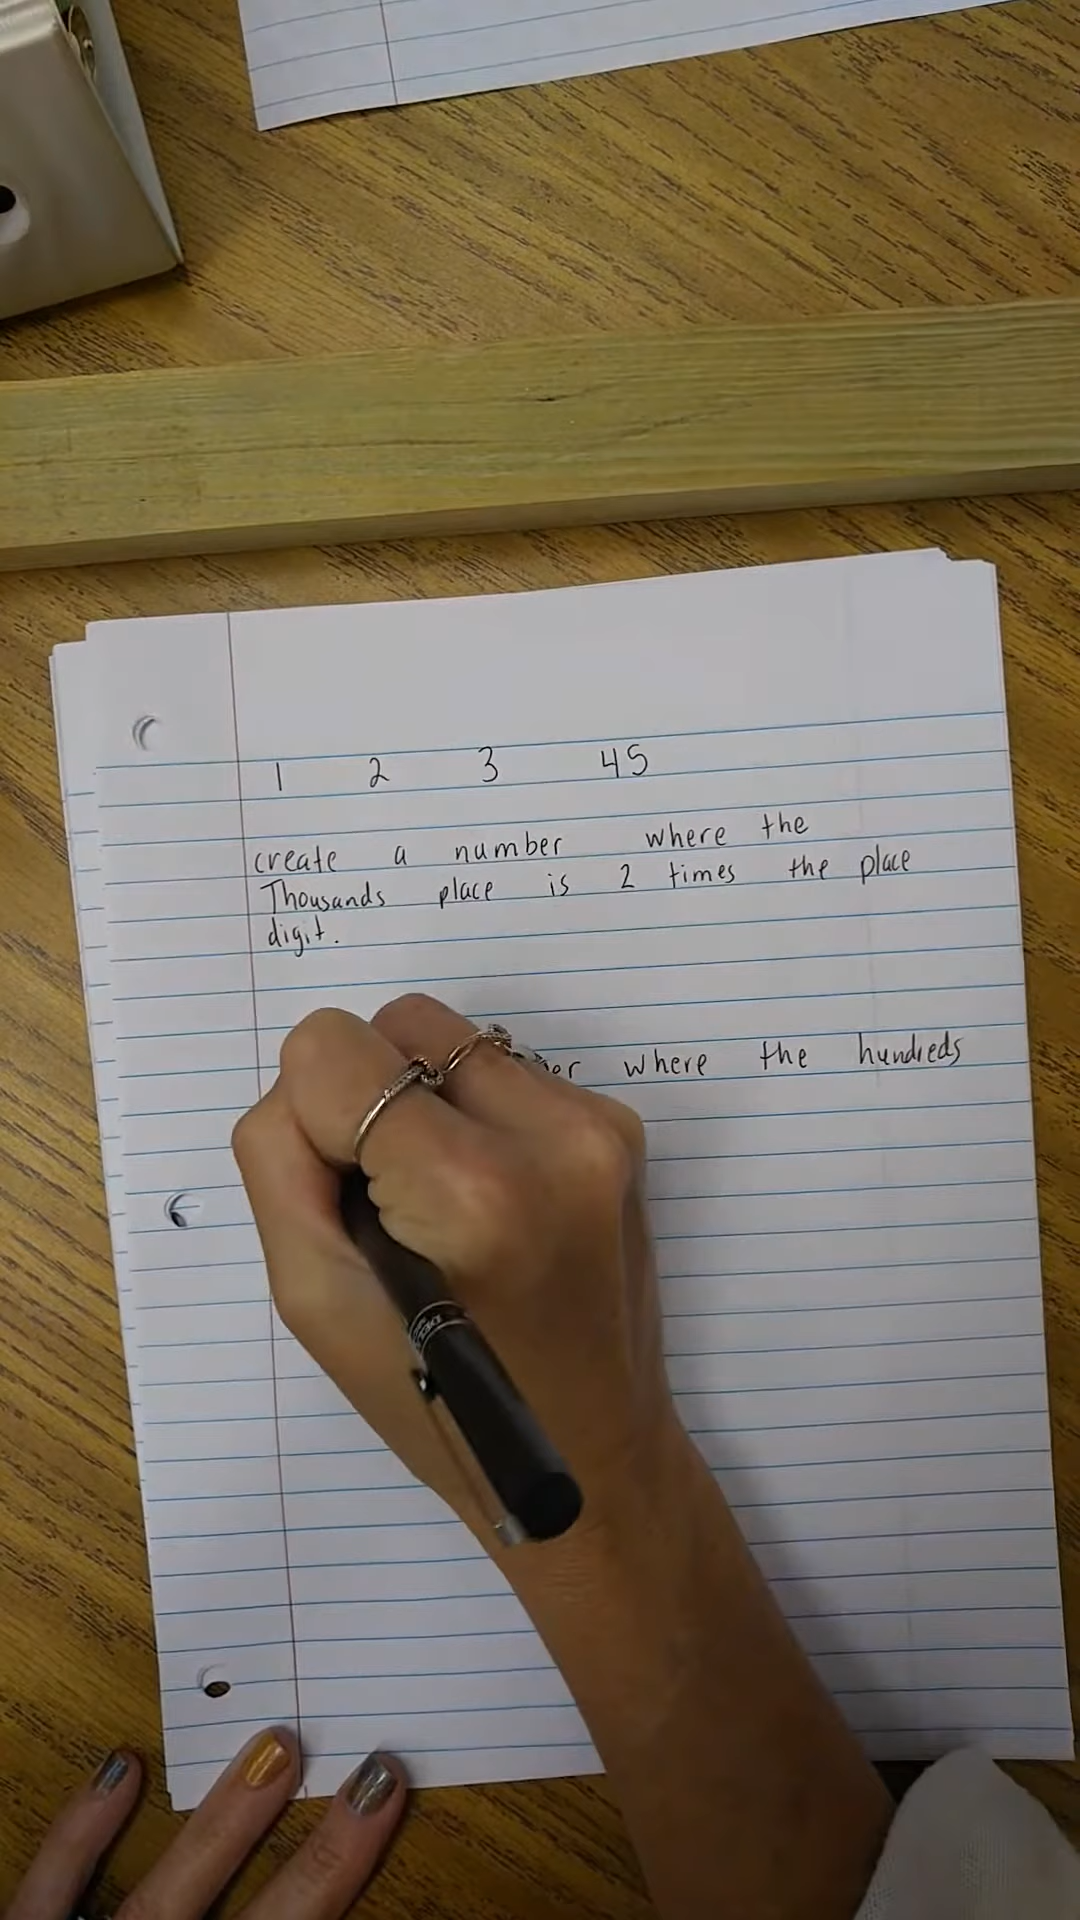 1 2 3 45
create a number where the
Thousands place is 2 times the place
digit.
where the hundreds